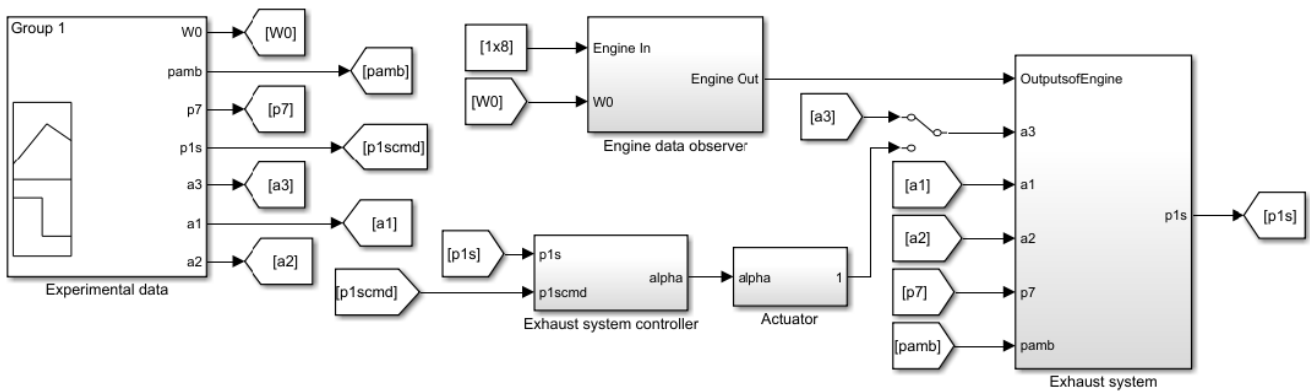 Group 1
W0
pamb
p7
p1s
a3
a1
a2
[W0]
[pamb]
[p7]
[p1scmd]
[a3]
[a1]
[a2]
Experimental data
[1x8]
[W0]
Engine In
W0
Engine Out
Engine data observer
[p1s]
[p1scmd]
p1s
p1scmd
alpha
Exhaust system controller
alpha
1
Actuator
[a3]
[a1]
[a2]
[p7]
[pamb]
OutputsofEngine
a3
a1
a2
p7
pamb
p1s
Exhaust system
[p1s]